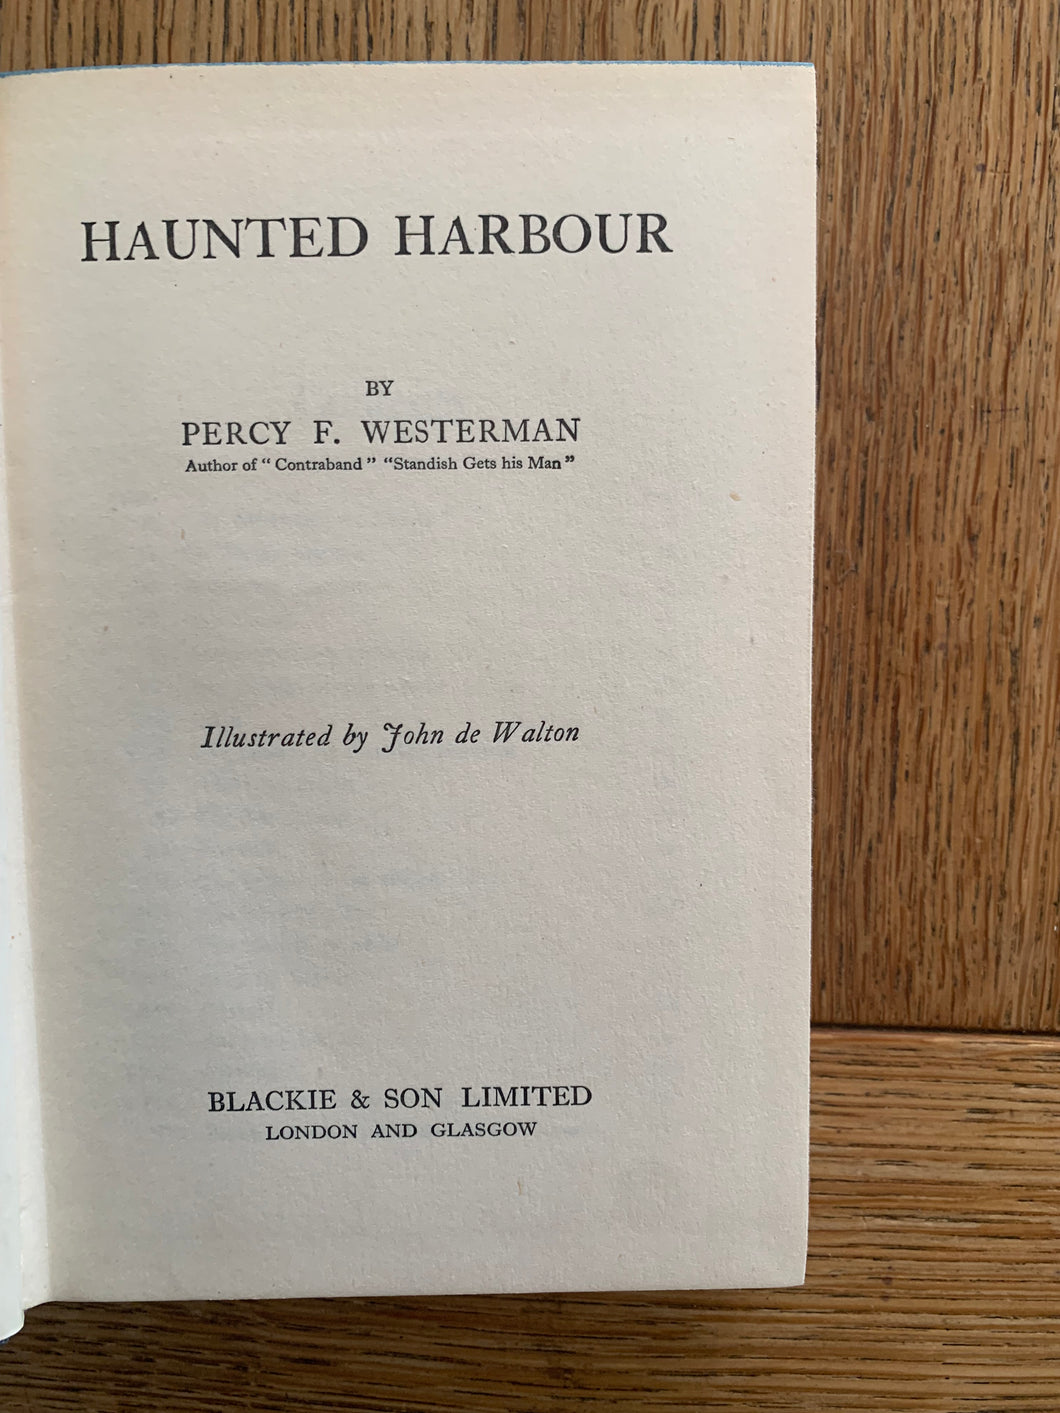 HAUNTED HARBOUR
BY
PERCY F. WESTERMAN
Author of "Contraband" "Standish Gets his Man"
Illustrated by John de Walton
BLACKIE & SON LIMITED
LONDON AND GLASGOW